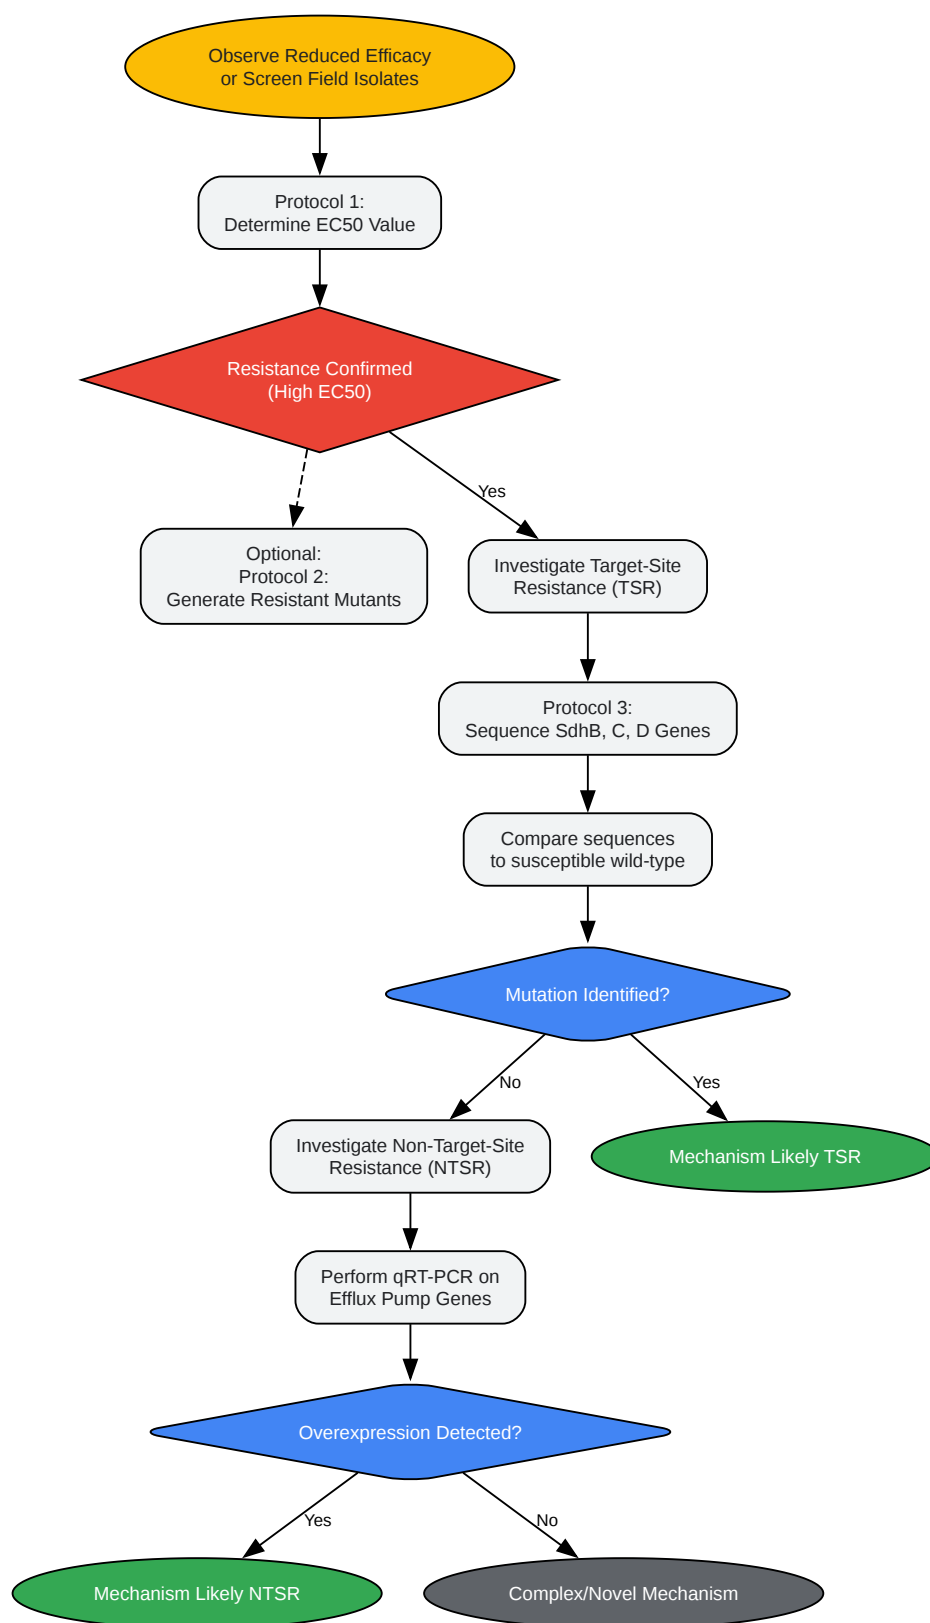 Observe Reduced Efficacy
or Screen Field Isolates
Protocol 1:
Determine EC50 Value
Resistance Confirmed
(High EC50)
Yes
Optional:
Protocol 2:
Generate Resistant Mutants
Investigate Target-Site
Resistance (TSR)
Protocol 3:
Sequence SdhB, C, D Genes
Compare sequences
to susceptible wild-type
Mutation Identified?
No
Yes
Investigate Non-Target-Site
Resistance (NTSR)
Mechanism Likely TSR
Perform qRT-PCR on
Efflux Pump Genes
Overexpression Detected?
Yes
No
Mechanism Likely NTSR
Complex/Novel Mechanism